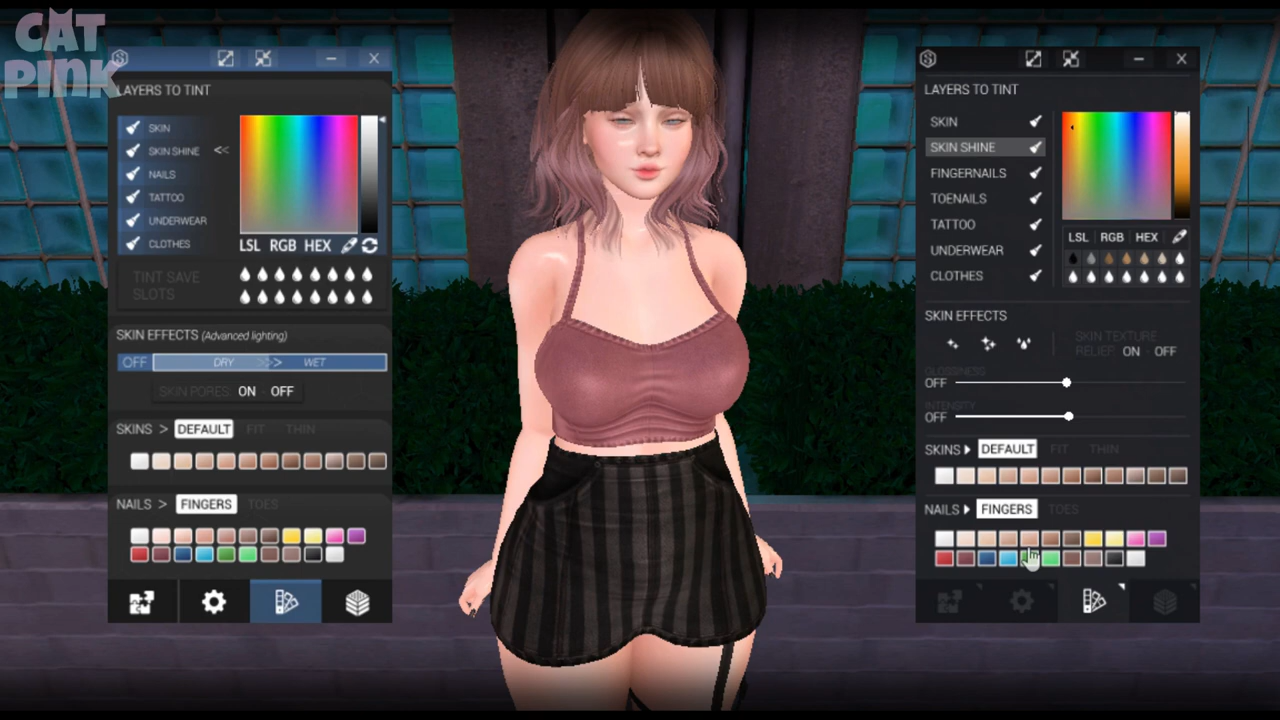 CAT
PINK
LAYERS TO TINT
SKIN
SKIN SHINE <<
NAILS
TATTOO
UNDERWEAR
CLOTHES
LSL RGB HEX
TINT SAVE
SLOTS
SKIN EFFECTS (Advanced lighting)
OFF DRY >> WET
SKIN PORES: ON · OFF
SKINS > DEFAULT FIT THIN
NAILS > FINGERS TOES
LAYERS TO TINT
SKIN
SKIN SHINE
FINGERNAILS
TOENAILS
TATTOO
UNDERWEAR
CLOTHES
LSL RGB HEX
SKIN EFFECTS
SKIN TEXTURE
RELIEF: ON · OFF
GLOSSINESS
OFF
INTENSITY
OFF
SKINS DEFAULT FIT THIN
NAILS FINGERS TOES